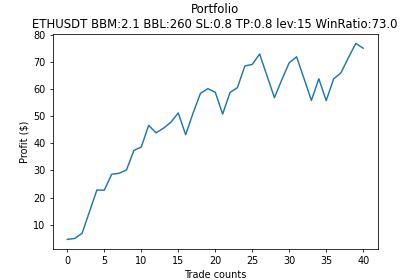 Portfolio
ETHUSDT BBM:2.1 BBL:260 SL:0.8 TP:0.8 lev:15 WinRatio:73.0
80
70
60
50
40
30
20
10
Profit ($)
0 5 10 15 20 25 30 35 40
Trade counts